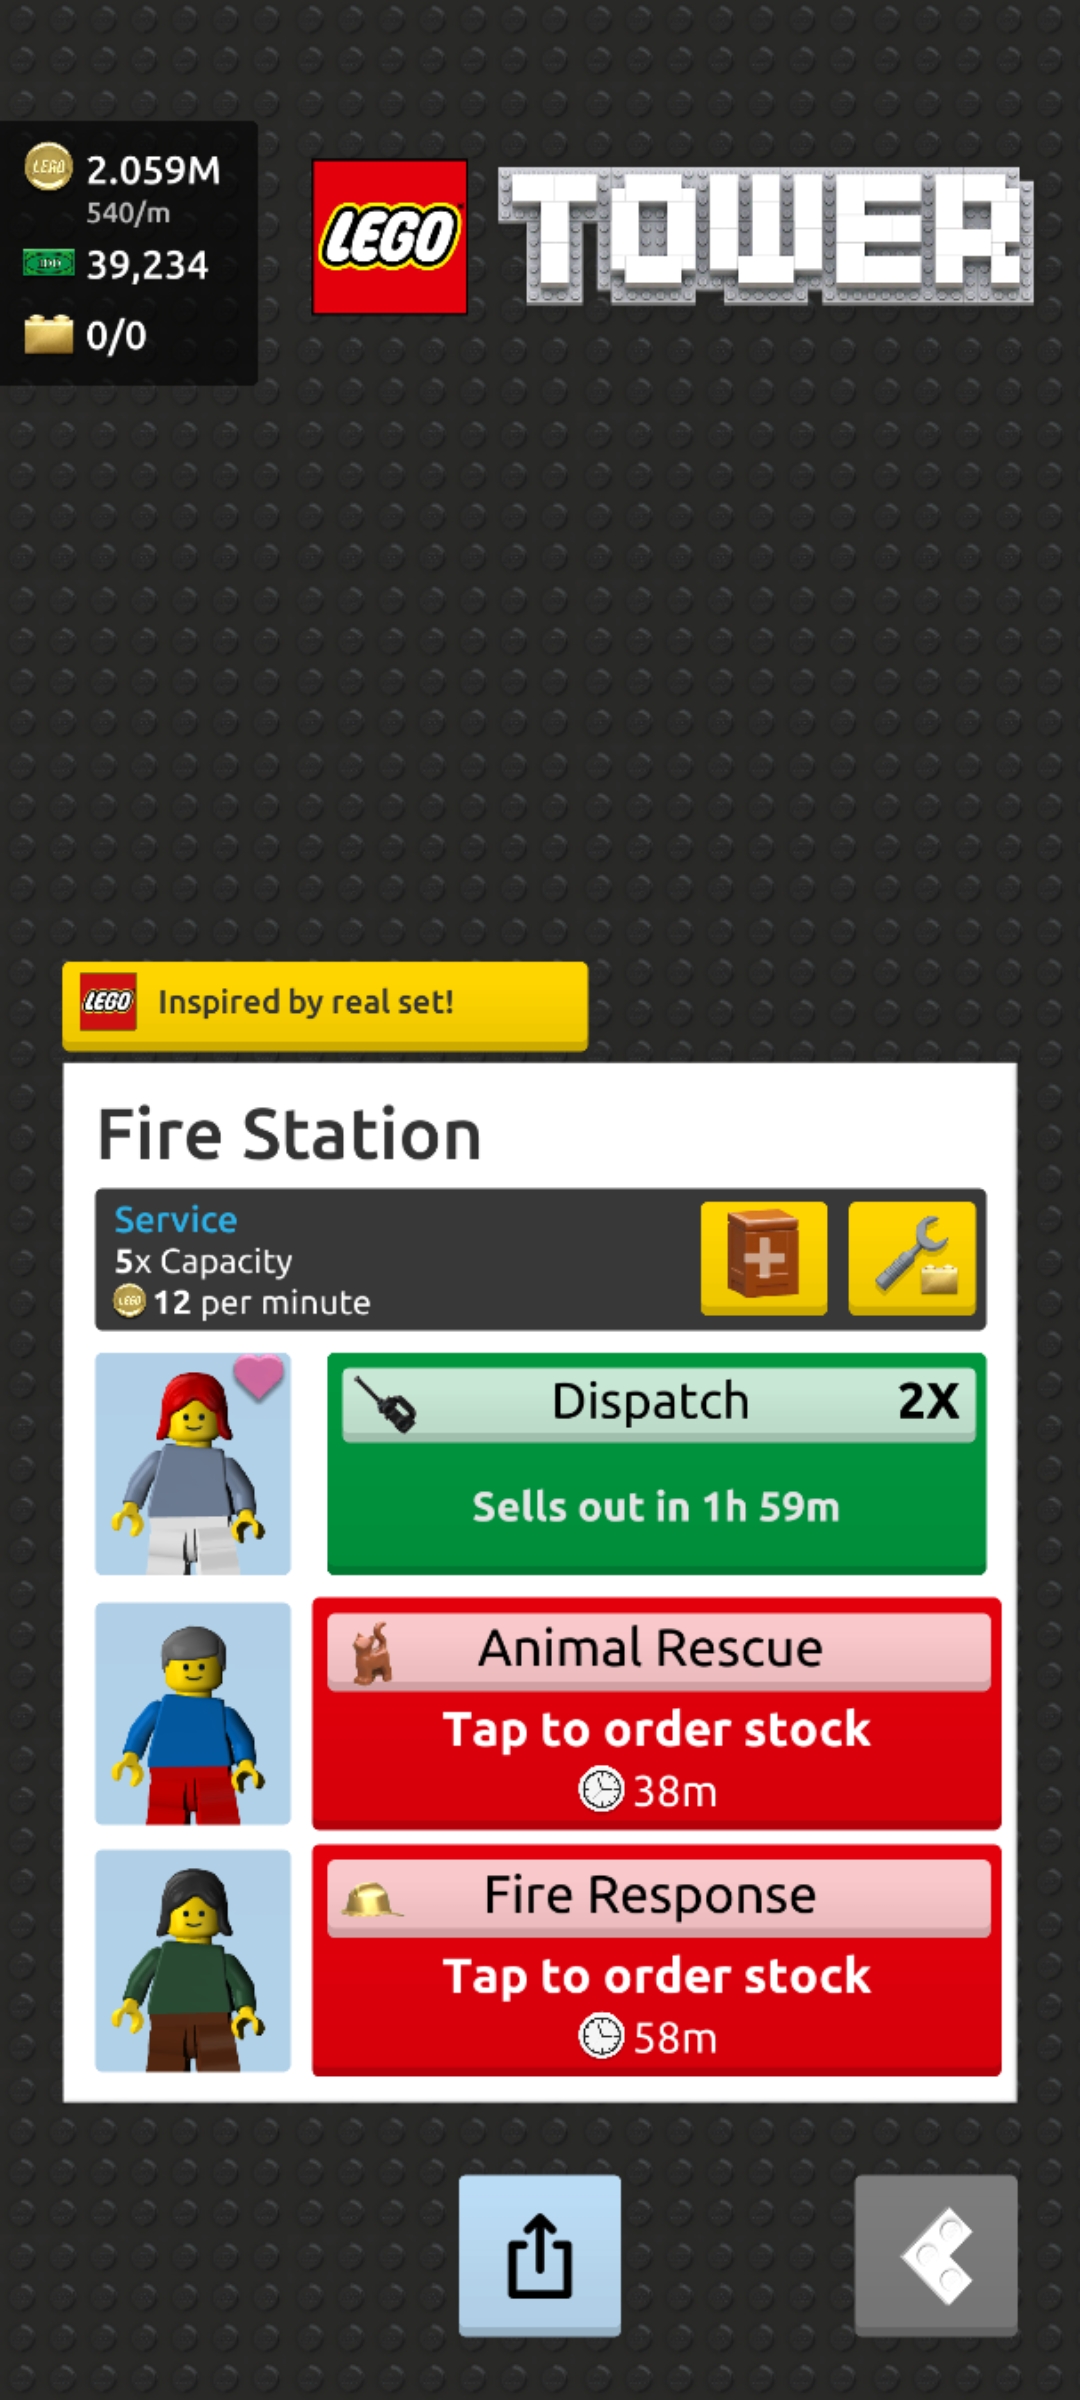 2.059M
540/m
39,234
0/0
LEGO TOWER
LEGO Inspired by real set!
Fire Station
Service
5x Capacity
12 per minute
Dispatch 2X
Sells out in 1h 59m
Animal Rescue
Tap to order stock
38m
Fire Response
Tap to order stock
58m